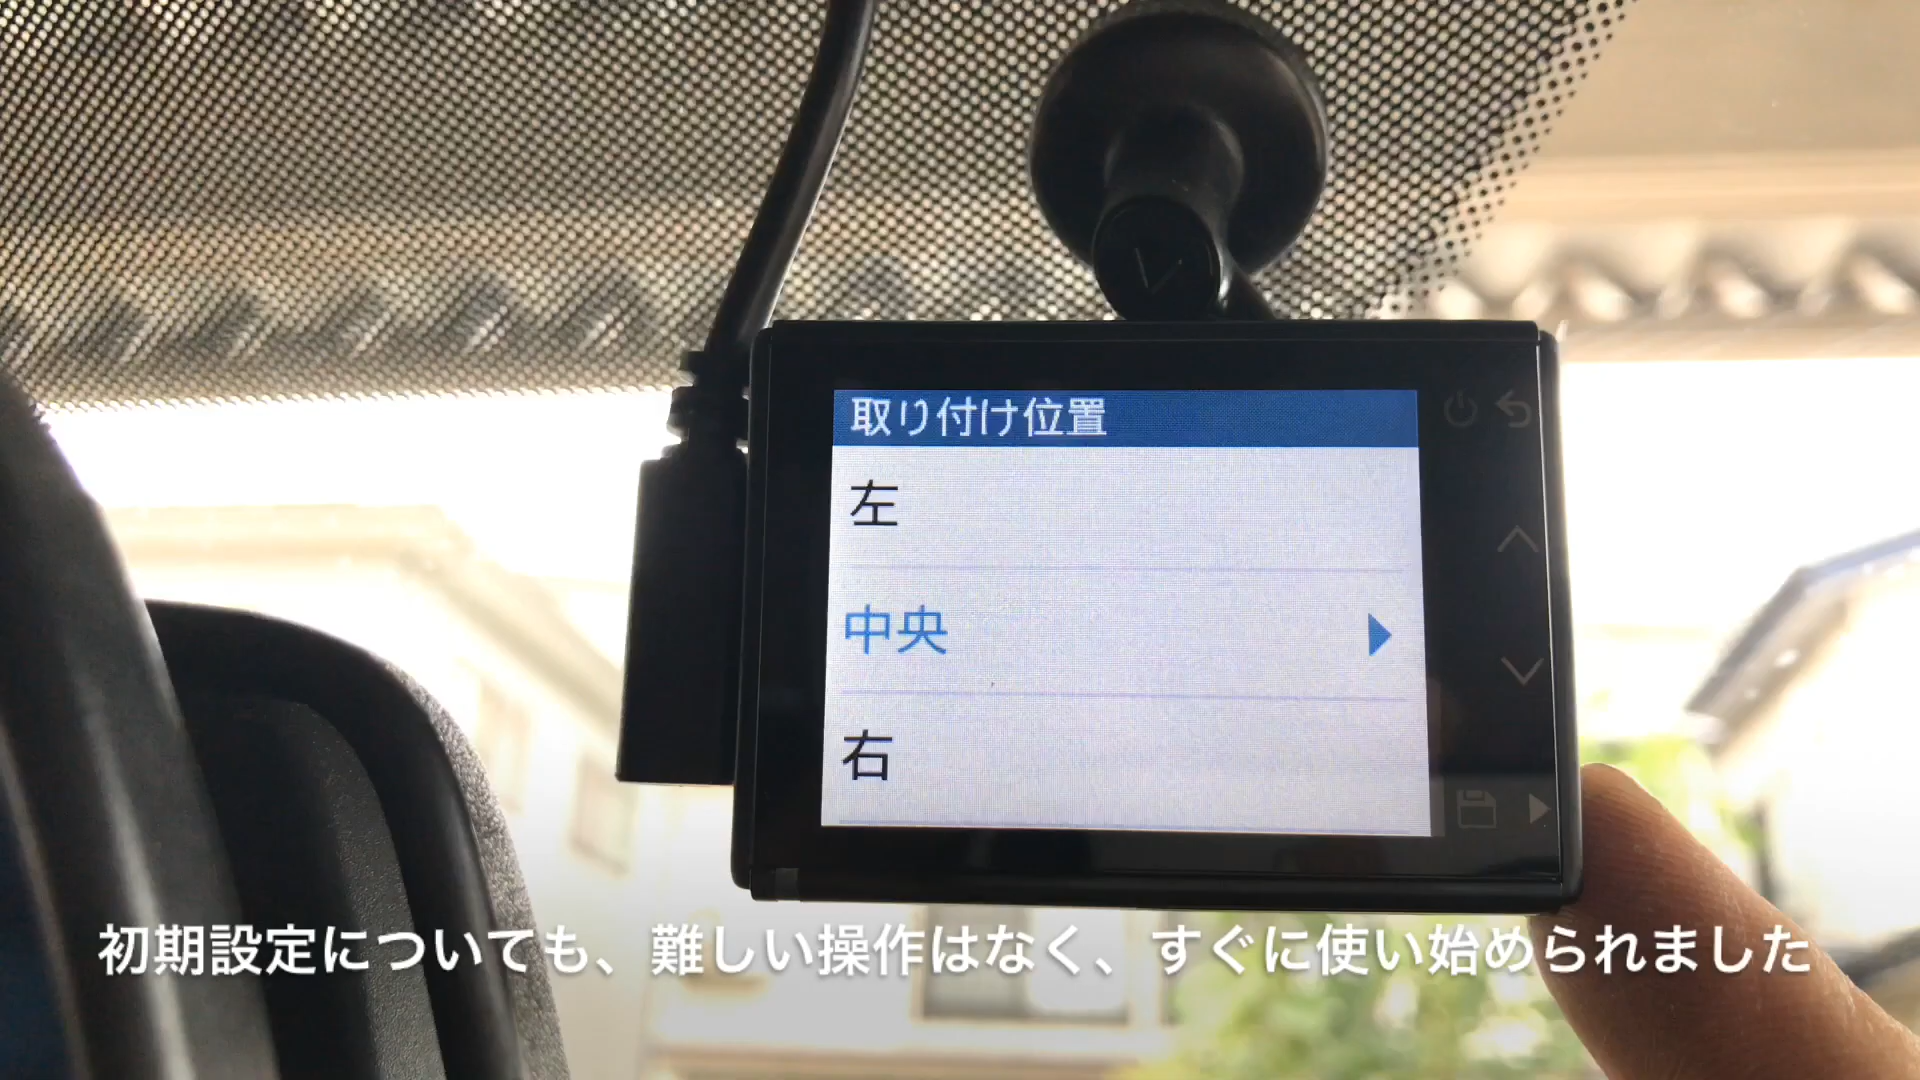 取り付け位置
左
中央
右
初期設定についても、難しい操作はなく、すぐに使い始められました